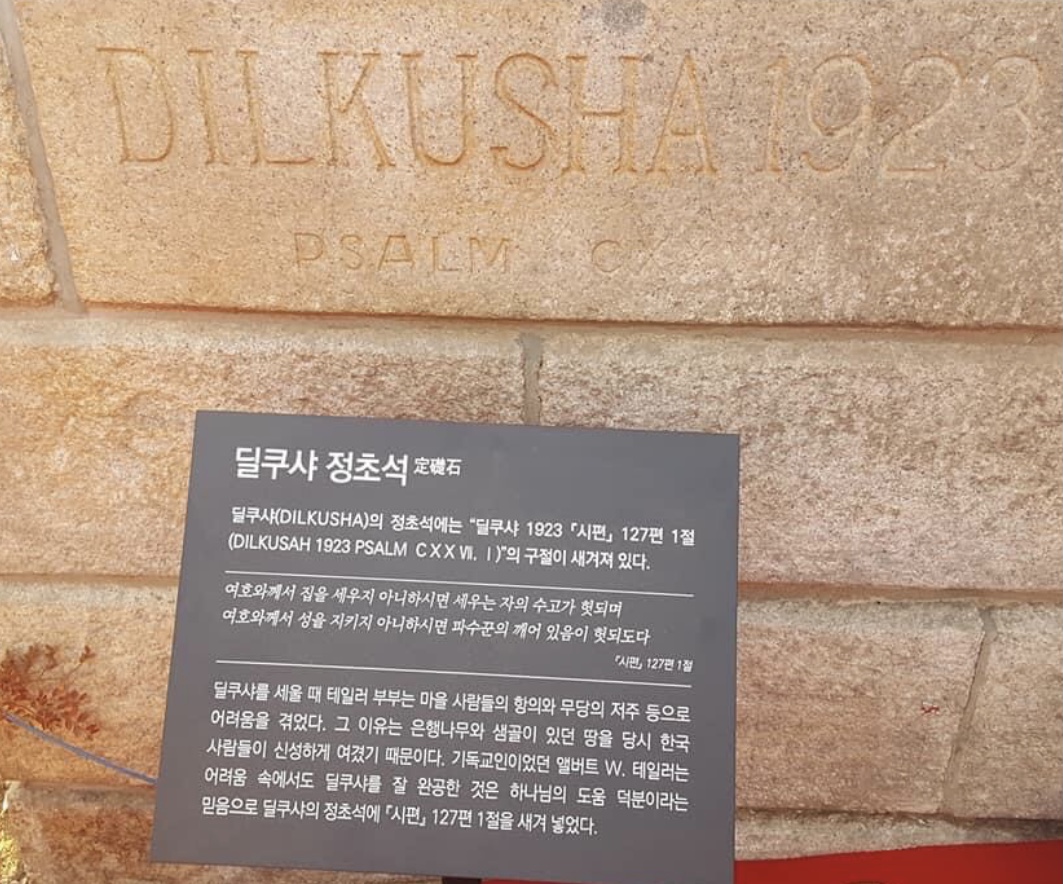 DILKUSHA 1923
PSALM CXX
딜쿠샤 정초석 定礎石
딜쿠샤(DILKUSHA)의 정초석에는 “딜쿠샤 1923 『시편』 127편 1절
(DILKUSAH 1923 PSALM CXXⅦ. Ⅰ)”의 구절이 새겨져 있다.
여호와께서 집을 세우지 아니하시면 세우는 자의 수고가 헛되며
여호와께서 성을 지키지 아니하시면 파수꾼의 깨어 있음이 헛되도다
『시편』 127편 1절
딜쿠샤를 세울 때 테일러 부부는 마을 사람들의 항의와 무당의 저주 등으로
어려움을 겪었다. 그 이유는 은행나무와 샘골이 있던 땅을 당시 한국
사람들이 신성하게 여겼기 때문이다. 기독교인이었던 앨버트 W. 테일러는
어려움 속에서도 딜쿠샤를 잘 완공한 것은 하나님의 도움 덕분이라는
믿음으로 딜쿠샤의 정초석에 『시편』 127편 1절을 새겨 넣었다.